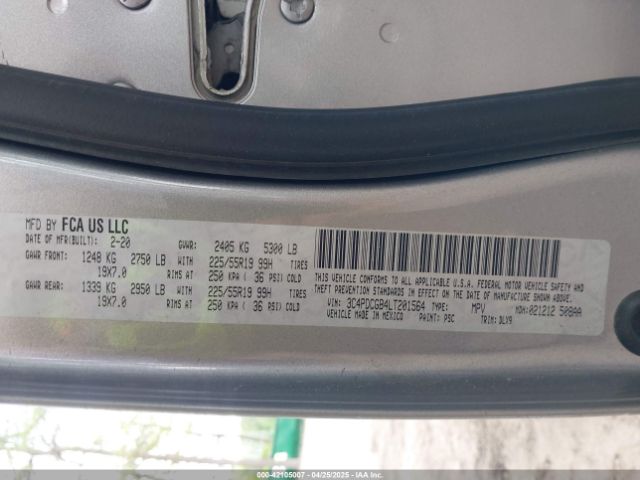 MFD BY FCA US LLC
DATE OF MFR(BUILT): 2-20 GVWR: 2405 KG 5300 LB
GAWR FRONT: 1248 KG 2750 LB WITH 225/55R19 99H TIRES
19X7.0 RIMS AT 250 KPA ( 36 PSI) COLD
GAWR REAR: 1339 KG 2950 LB WITH 225/55R19 99H TIRES
19X7.0 RIMS AT 250 KPA ( 36 PSI) COLD
THIS VEHICLE CONFORMS TO ALL APPLICABLE U.S.A. FEDERAL MOTOR VEHICLE SAFETY, BUMPER AND
THEFT PREVENTION STANDARDS IN EFFECT ON THE DATE OF MANUFACTURE SHOWN ABOVE.
VIN: 3C4PDCGB4LT201564 TYPE: MPV MDH: 021212 508AA
VEHICLE MADE IN MEXICO PAINT: PSC TRIM: DLX9
000-42105007 - 04/25/2025 - WWW.IAAI.COM